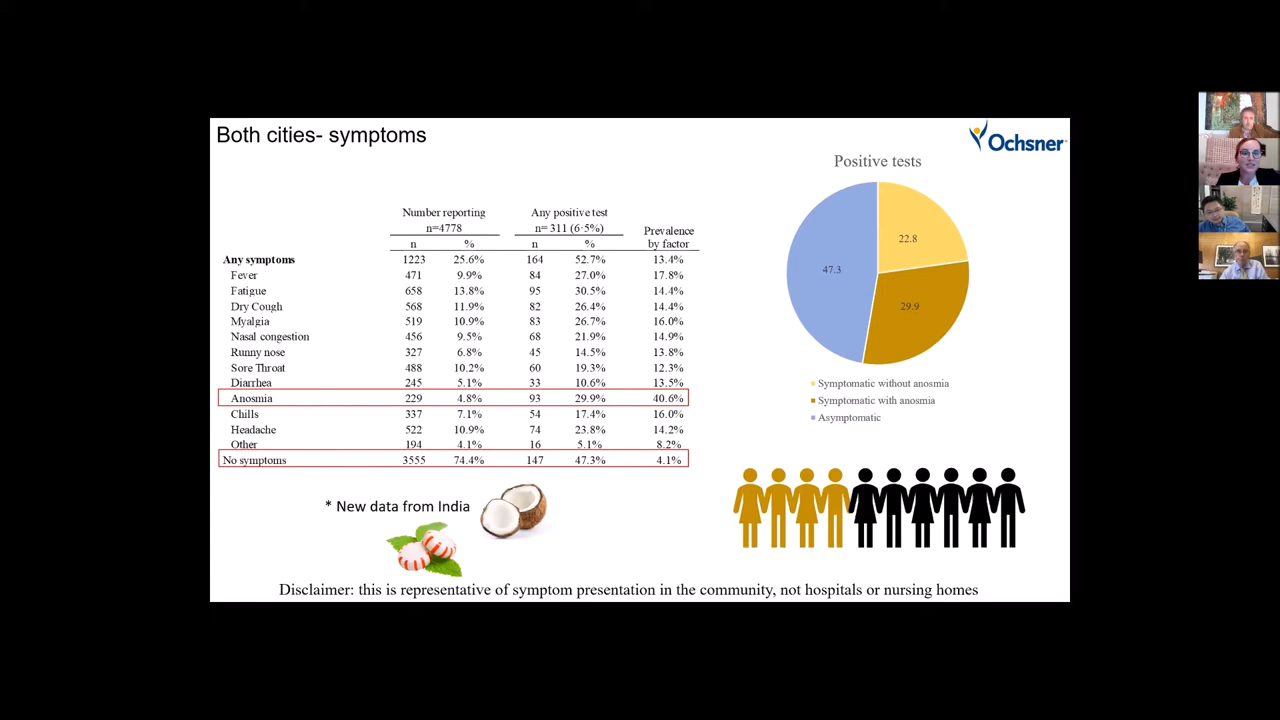 Both cities- symptoms
Ochsner
Positive tests
Number reporting Any positive test
n=4778 n= 311 (6·5%) Prevalence
n % n % by factor
Any symptoms 1223 25.6% 164 52.7% 13.4%
Fever 471 9.9% 84 27.0% 17.8%
Fatigue 658 13.8% 95 30.5% 14.4%
Dry Cough 568 11.9% 82 26.4% 14.4%
Myalgia 519 10.9% 83 26.7% 16.0%
Nasal congestion 456 9.5% 68 21.9% 14.9%
Runny nose 327 6.8% 45 14.5% 13.8%
Sore Throat 488 10.2% 60 19.3% 12.3%
Diarrhea 245 5.1% 33 10.6% 13.5%
Anosmia 229 4.8% 93 29.9% 40.6%
Chills 337 7.1% 54 17.4% 16.0%
Headache 522 10.9% 74 23.8% 14.2%
Other 194 4.1% 16 5.1% 8.2%
No symptoms 3555 74.4% 147 47.3% 4.1%
22.8
47.3
29.9
Symptomatic without anosmia
Symptomatic with anosmia
Asymptomatic
* New data from India
Disclaimer: this is representative of symptom presentation in the community, not hospitals or nursing homes